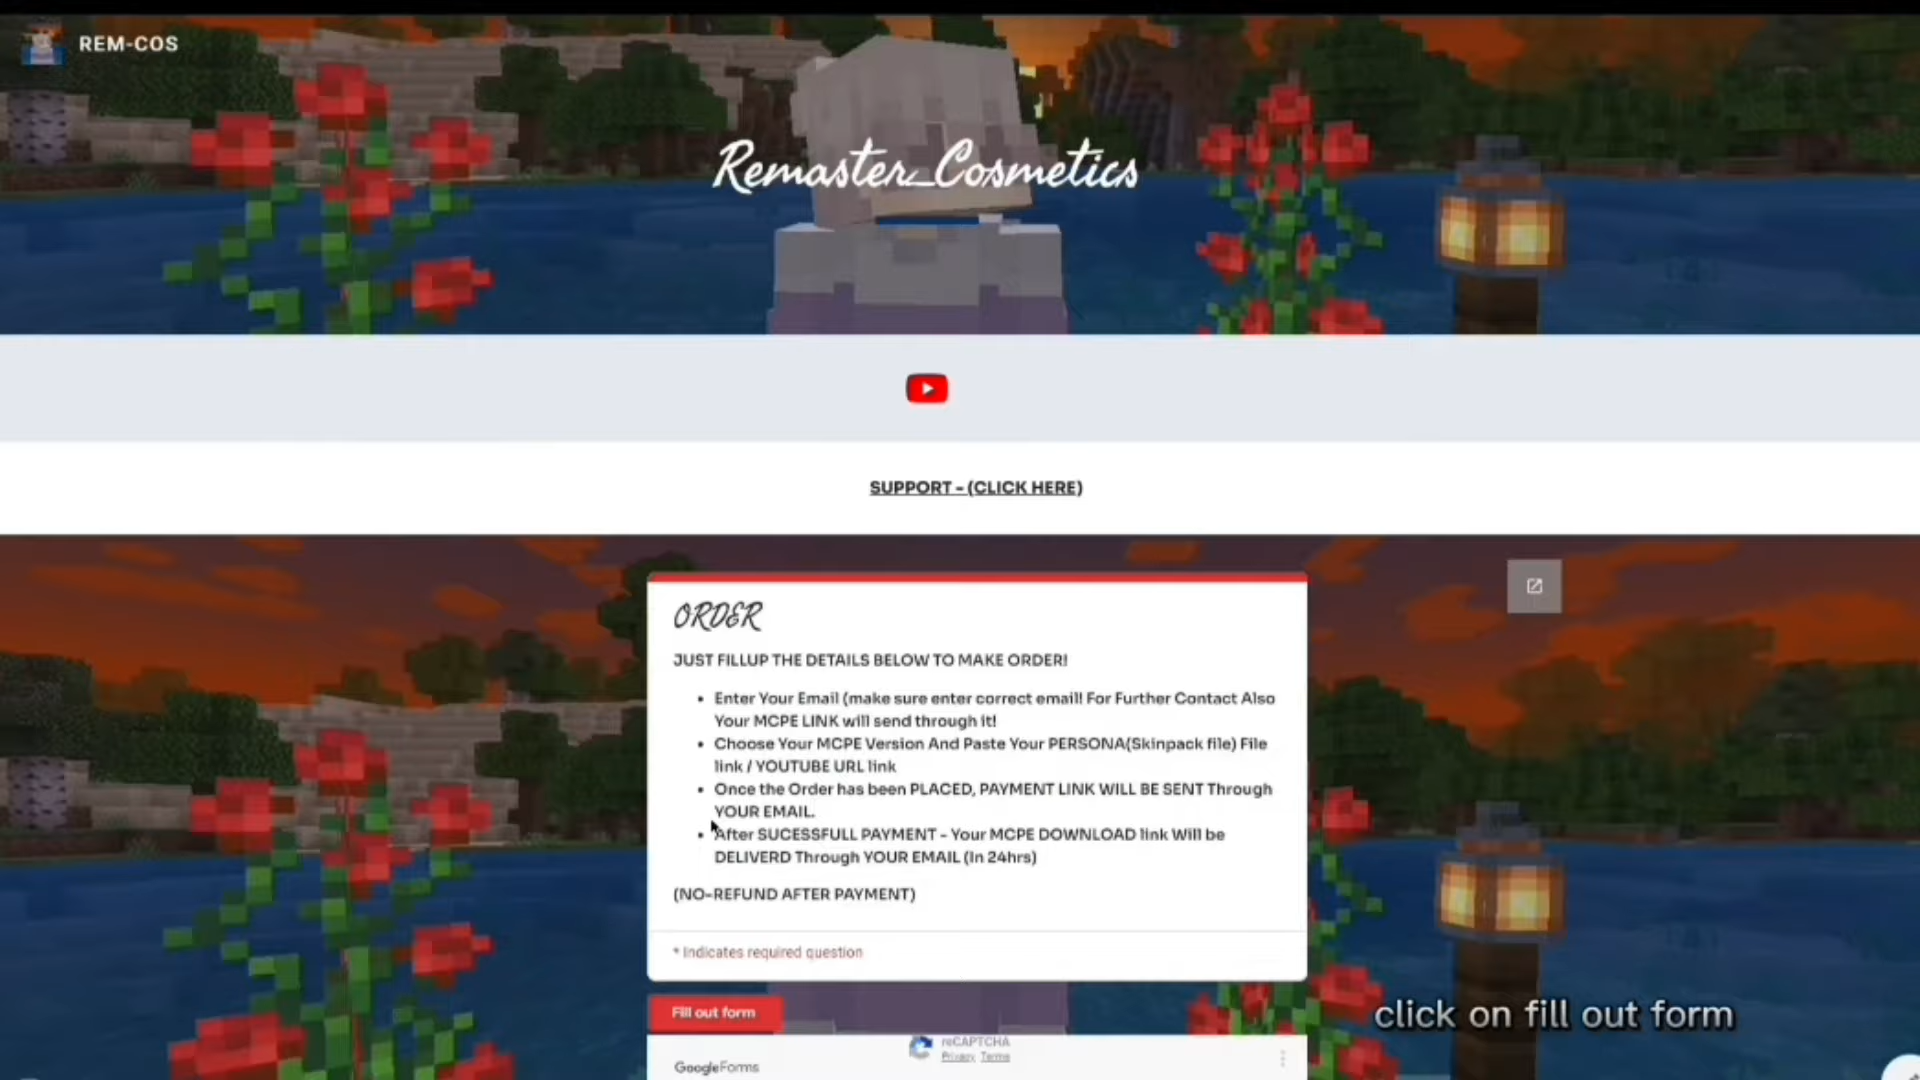 REM-COS
Remaster_Cosmetics
SUPPORT - (CLICK HERE)
ORDER
JUST FILLUP THE DETAILS BELOW TO MAKE ORDER!
• Enter Your Email (make sure enter correct email! For Further Contact Also
Your MCPE LINK will send through it!
• Choose Your MCPE Version And Paste Your PERSONA(Skinpack file) File
link / YOUTUBE URL link
• Once the Order has been PLACED, PAYMENT LINK WILL BE SENT Through
YOUR EMAIL.
• After SUCESSFULL PAYMENT - Your MCPE DOWNLOAD link Will be
DELIVERD Through YOUR EMAIL (In 24hrs)
(NO-REFUND AFTER PAYMENT)
* Indicates required question
Fill out form
click on fill out form
reCAPTCHA
Privacy Terms
Google Forms